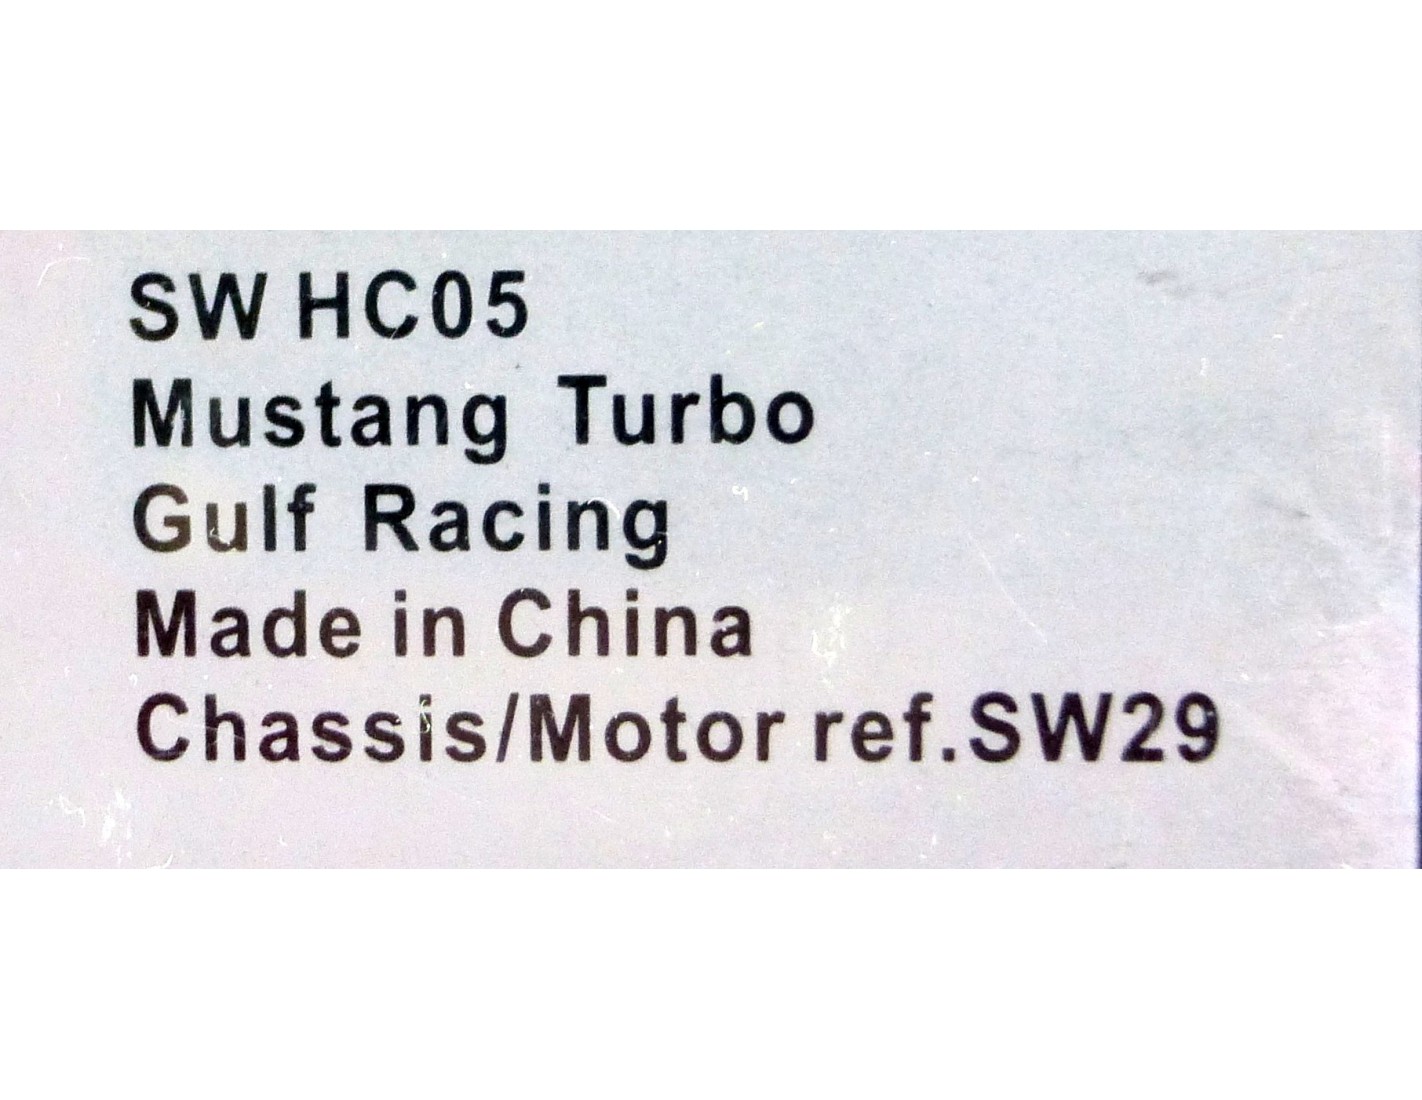 SW HC05
Mustang Turbo
Gulf Racing
Made in China
Chassis/Motor ref.SW29